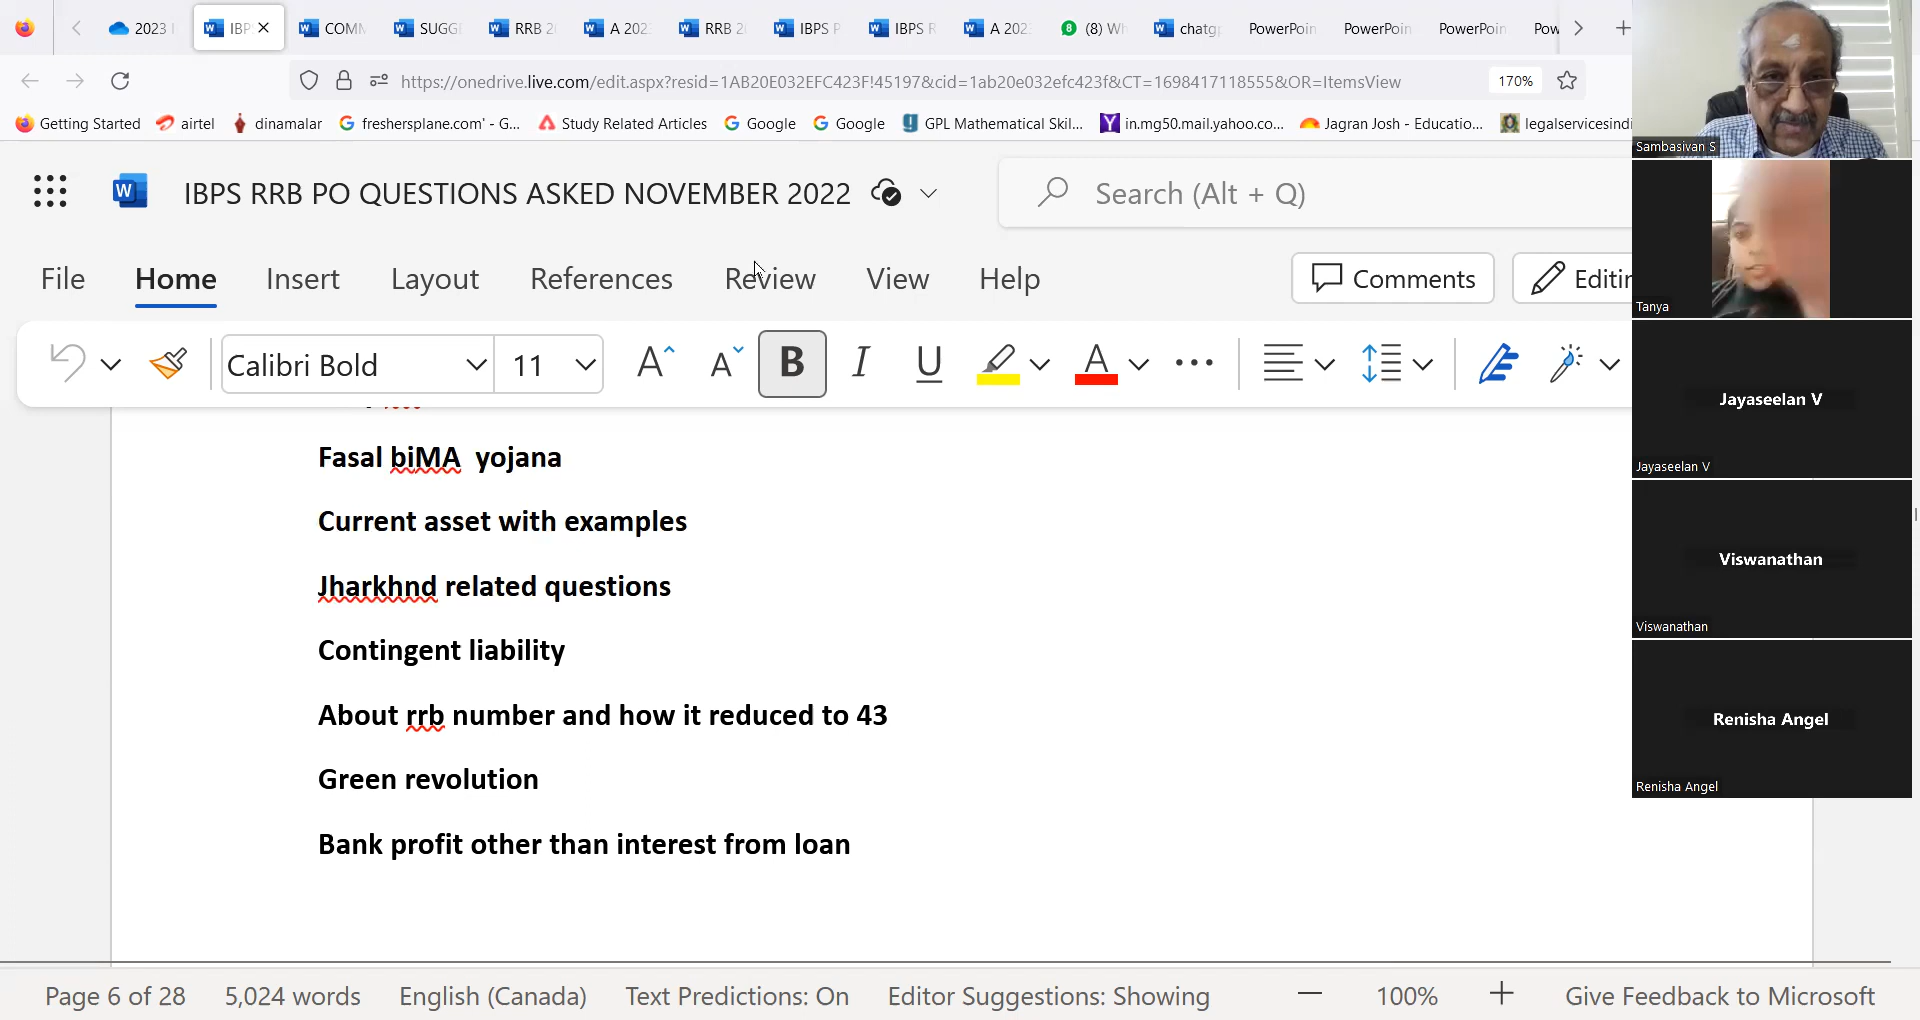 2023 I
IBP
COMM
SUGGE
RRB 2
A 202
RRB 2
IBPS P
IBPS R
A 202
8 (8) Wh
chatgp
PowerPoin
PowerPoin
PowerPoin
Pow
https://onedrive.live.com/edit.aspx?resid=1AB20E032EFC423F!45197&cid=1ab20e032efc423f&CT=1698417118555&OR=ItemsView
170%
Getting Started
airtel
dinamalar
freshersplane.com' - G...
Study Related Articles
Google
Google
GPL Mathematical Skil...
in.mg50.mail.yahoo.co...
Jagran Josh - Educatio...
legalservicesindi
IBPS RRB PO QUESTIONS ASKED NOVEMBER 2022
Search (Alt + Q)
File Home Insert Layout References Review View Help
Comments
Editin
Calibri Bold
11
B I U
Fasal biMA yojana
Current asset with examples
Jharkhnd related questions
Contingent liability
About rrb number and how it reduced to 43
Green revolution
Bank profit other than interest from loan
Page 6 of 28
5,024 words
English (Canada)
Text Predictions: On
Editor Suggestions: Showing
100%
Give Feedback to Microsoft
Sambasivan S
Tanya
Jayaseelan V
Jayaseelan V
Viswanathan
Viswanathan
Renisha Angel
Renisha Angel